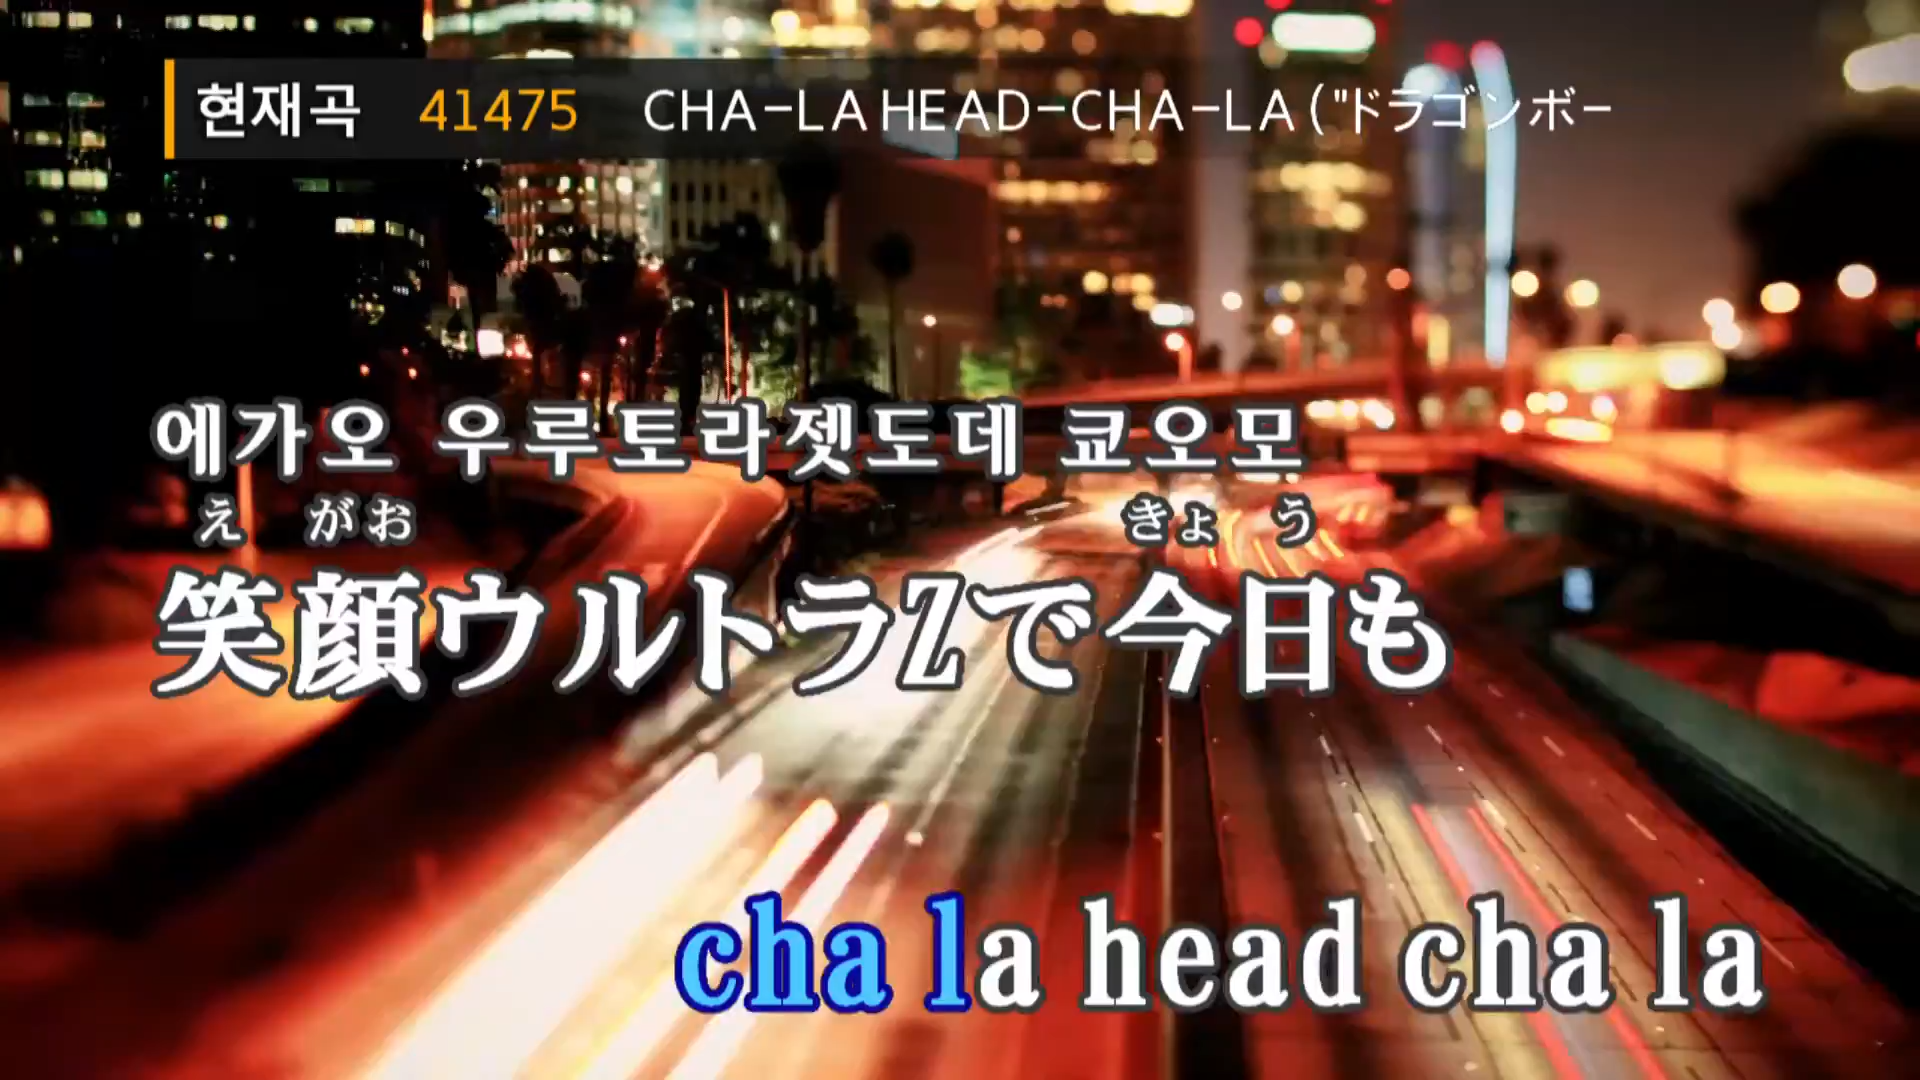 현재곡 41475 CHA-LA HEAD-CHA-LA ("ドラゴンボー
에가오 우루토라젯도데 쿄오모
え がお きょ う
笑顔ウルトラZで今日も
cha la head cha la